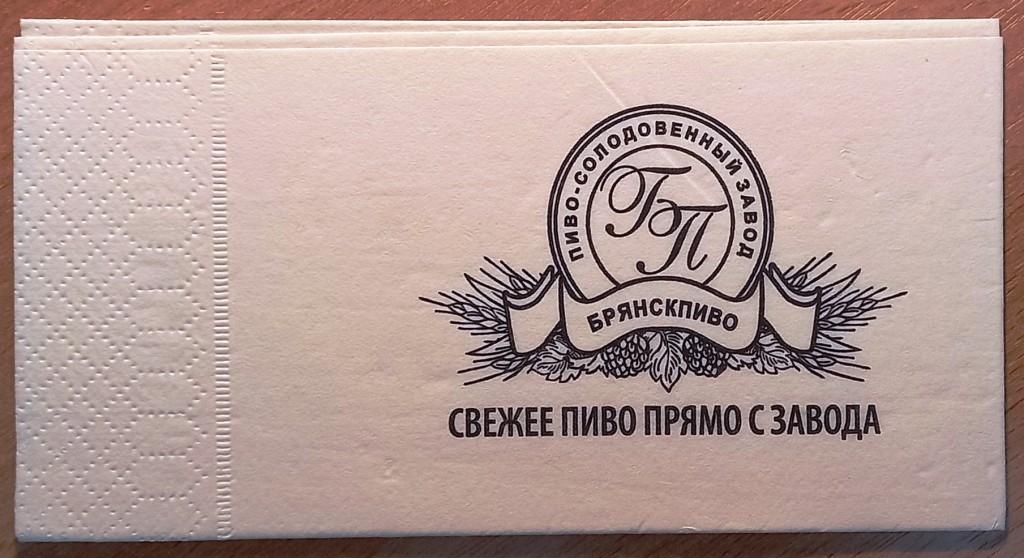 ПИВО-СОЛОДОВЕННЫЙ ЗАВОД
БП
БРЯНСКПИВО
СВЕЖЕЕ ПИВО ПРЯМО С ЗАВОДА